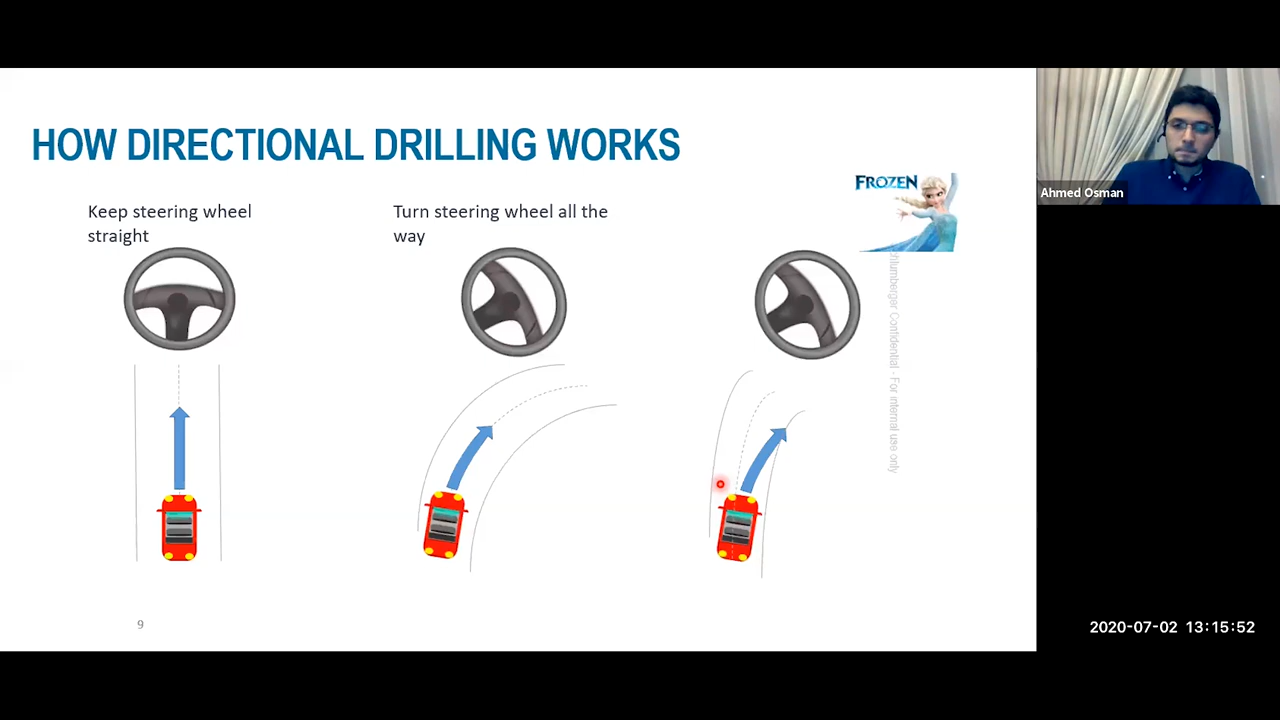 HOW DIRECTIONAL DRILLING WORKS
Keep steering wheel
straight
Turn steering wheel all the
way
FROZEN
Confidential - For internal use only
9
Ahmed Osman
2020-07-02 13:15:52